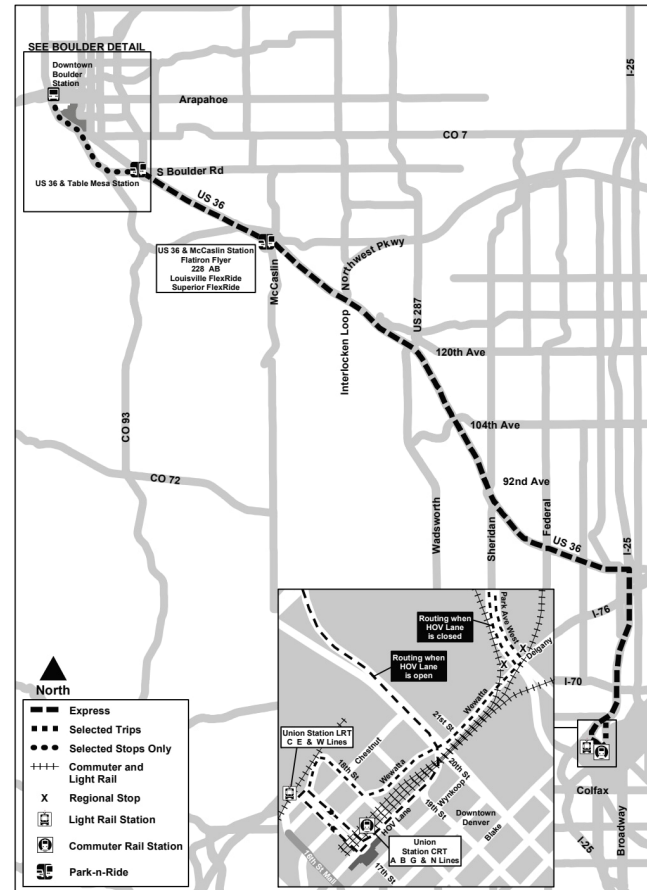 SEE BOULDER DETAIL
Downtown
Boulder
Station
Arapahoe
I-25
CO 7
S Boulder Rd
US 36 & Table Mesa Station
US 36
US 36 & McCaslin Station
Flatiron Flyer
228 AB
Louisville FlexRide
Superior FlexRide
McCaslin
Northwest Pkwy
Interlocken Loop
US 287
120th Ave
CO 93
104th Ave
CO 72
92nd Ave
Wadsworth
Sheridan
Federal
US 36
I-25
I-76
I-70
Colfax
I-25
Broadway
North
Express
Selected Trips
Selected Stops Only
Commuter and
Light Rail
X Regional Stop
Light Rail Station
Commuter Rail Station
Park-n-Ride
Routing when
HOV Lane
is closed
Park Ave West
X
X
Delgany
Routing when
HOV Lane
is open
Wewatta
21st St
Union Station LRT
C E & W Lines
Chestnut
18th St
Wewatta
20th St
Wynkoop
19th St
Downtown
Denver
Blake
HOV Lane
Union
Station CRT
A B G & N Lines
17th St
16th St Mall